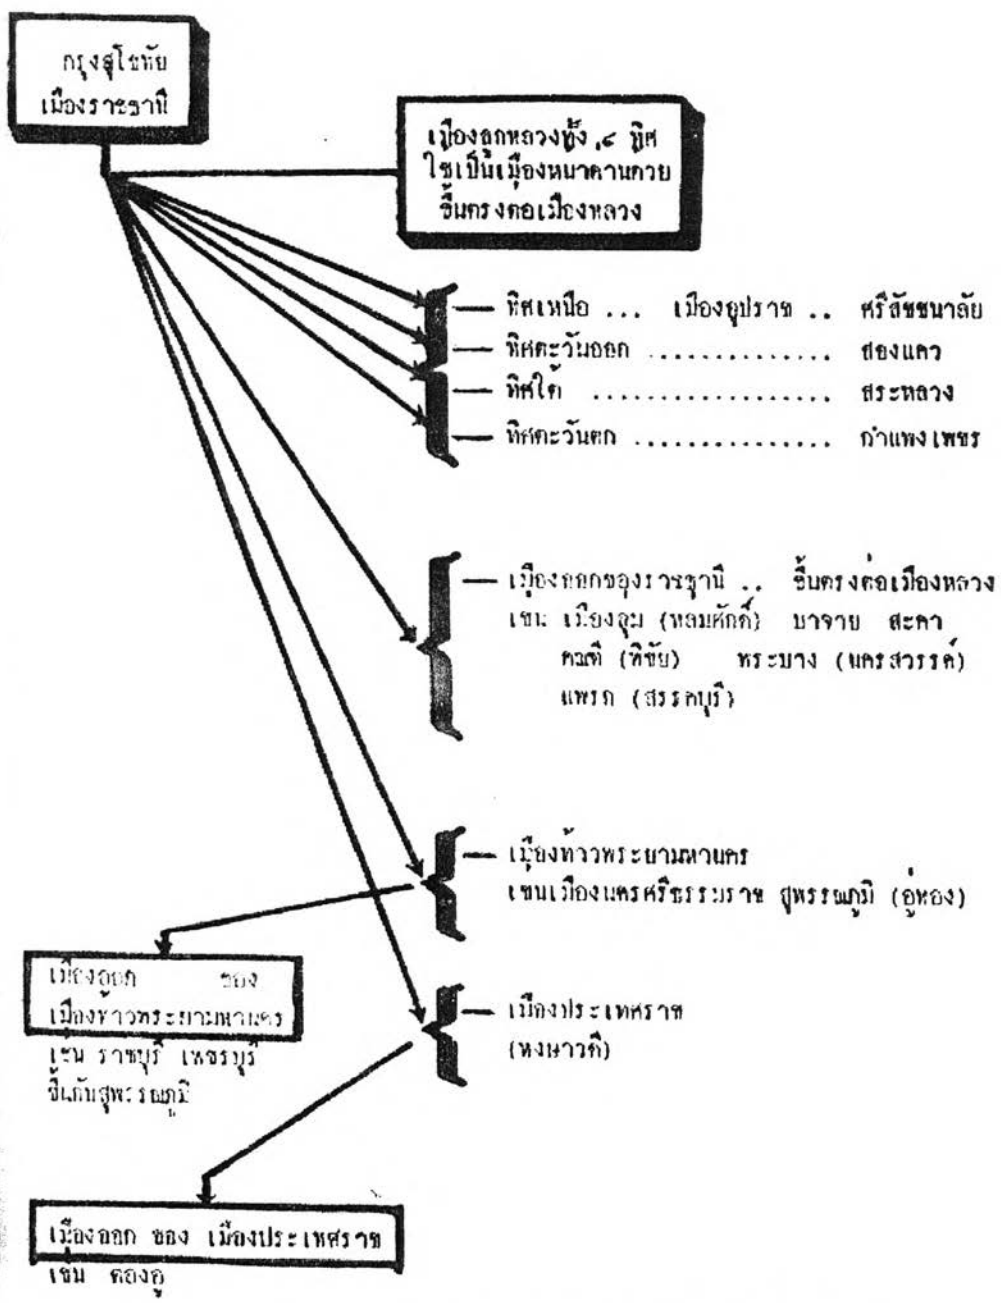 กรุงสุโขทัย
เมืองราชธานี
เมืองลูกหลวงทั้ง ๔ ทิศ
ใช้เป็นเมืองหน้าด่านด้วย
ขึ้นตรงต่อเมืองหลวง
ทิศเหนือ ... เมืองอุปราช .. ศรีสัชชนาลัย
ทิศตะวันออก .............. สองแคว
ทิศใต้ ................. สระหลวง
ทิศตะวันตก .............. กำแพงเพชร
เมืองออกของราชธานี .. ขึ้นตรงต่อเมืองหลวง
เช่น เมืองลุม (หล่มศักดิ์) บาจาย สะคา
คณฑี (พิชัย) พระบาง (นครสวรรค์)
แพรก (สรรคบุรี)
เมืองท้าวพระยามหานคร
เช่นเมืองนครศรีธรรมราช สุพรรณภูมิ (อู่ทอง)
เมืองออก ของ
เมืองท้าวพระยามหานคร
เช่น ราชบุรี เพชรบุรี
ขึ้นกับสุพรรณภูมิ
เมืองประเทศราช
(หงษาวดี)
เมืองออก ของ เมืองประเทศราช
เช่น ตองอู